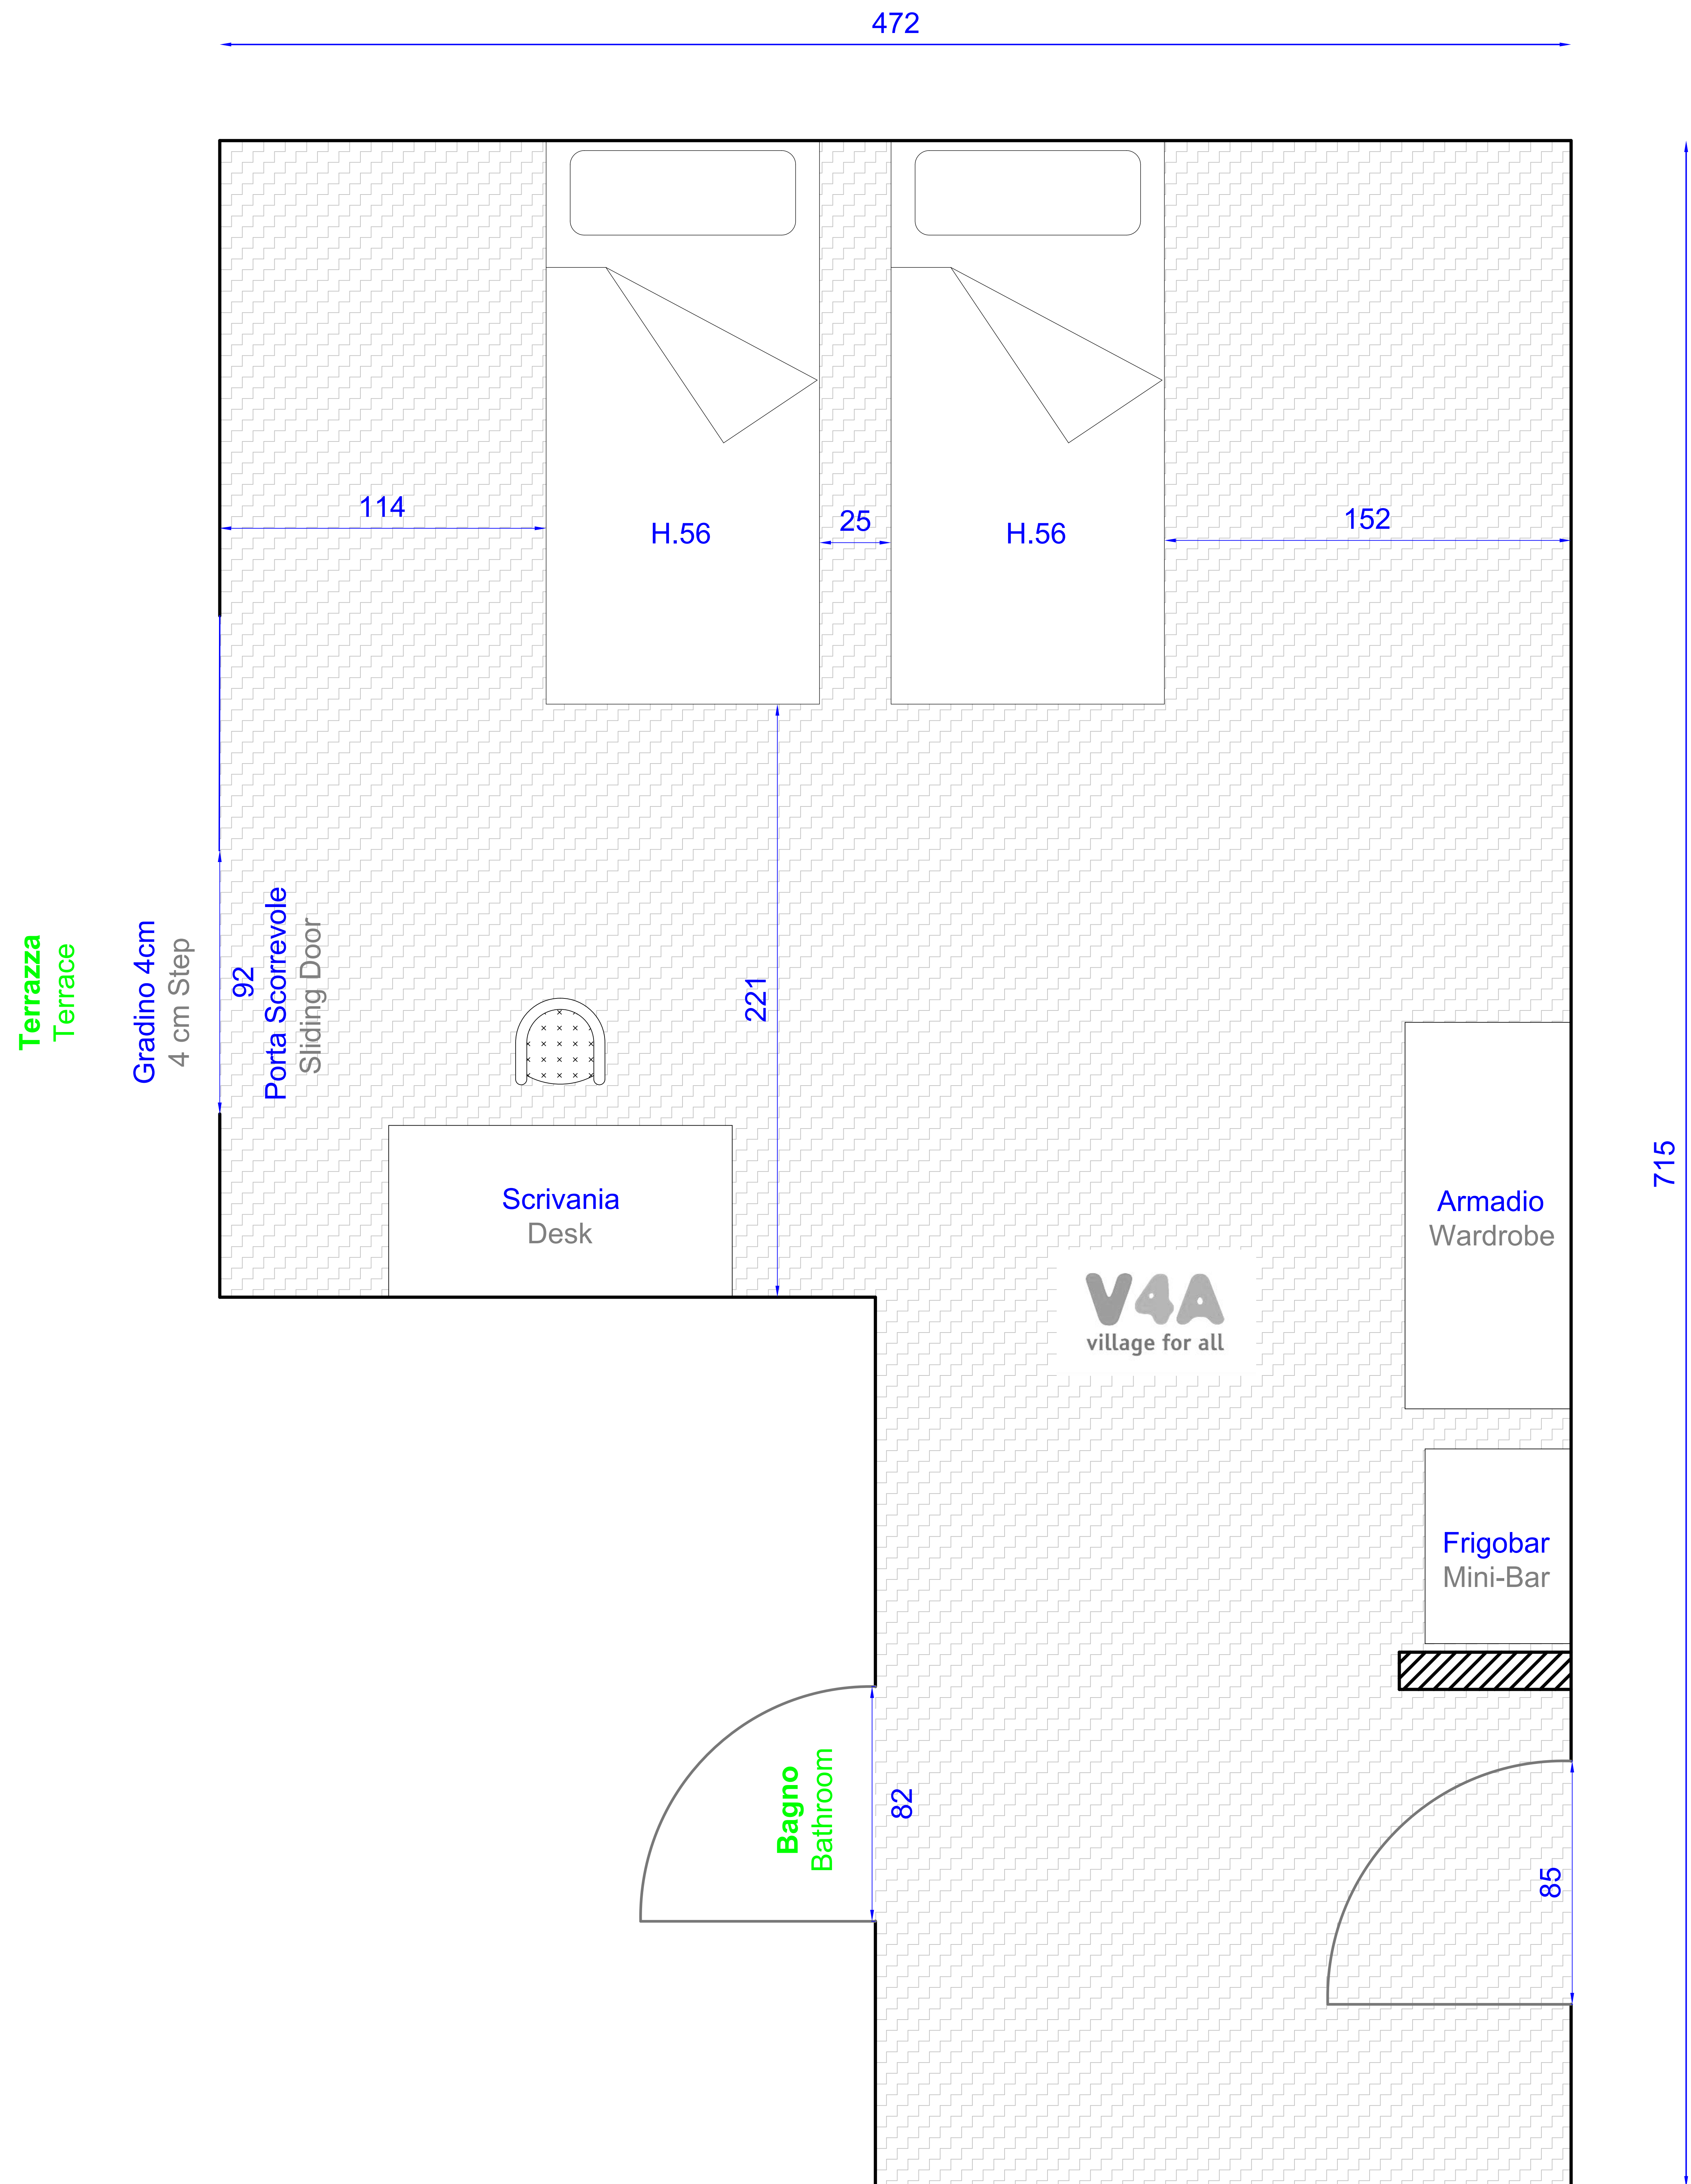 472
114
H.56
25
H.56
152
Terrazza
Terrace
Gradino 4cm
4 cm Step
92
Porta Scorrevole
Sliding Door
221
715
Scrivania
Desk
Armadio
Wardrobe
V4A
village for all
Frigobar
Mini-Bar
Bagno
Bathroom
82
85